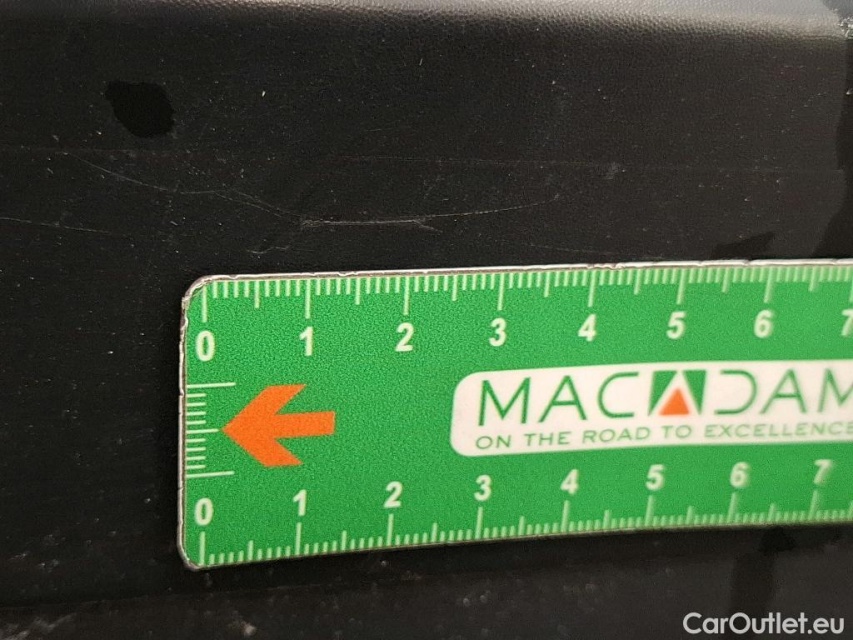 0 1 2 3 4 5 6 7
MACADAM
ON THE ROAD TO EXCELLENCE
0 1 2 3 4 5 6 7
CarOutlet.eu